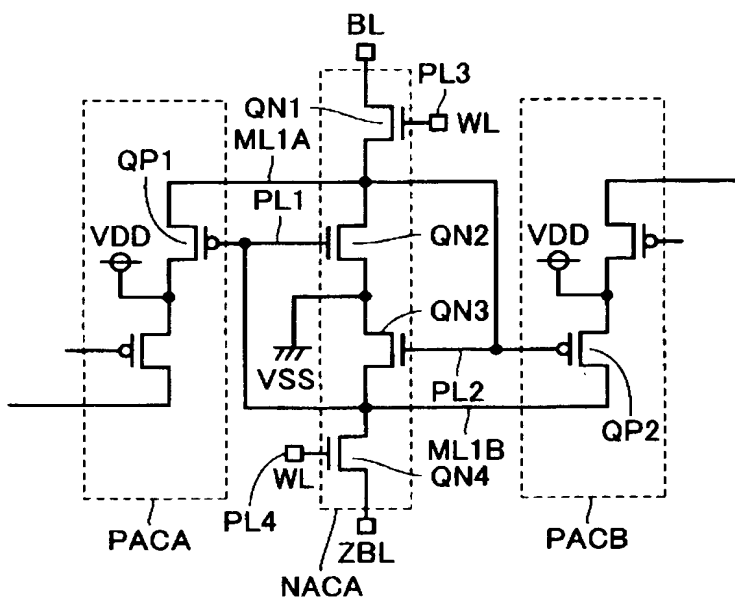 BL
PL3
QN1
WL
ML1A
QP1
PL1
VDD
QN2
VDD
QN3
VSS
PL2
QP2
ML1B
WL
QN4
PL4
PACA
ZBL
PACB
NACA